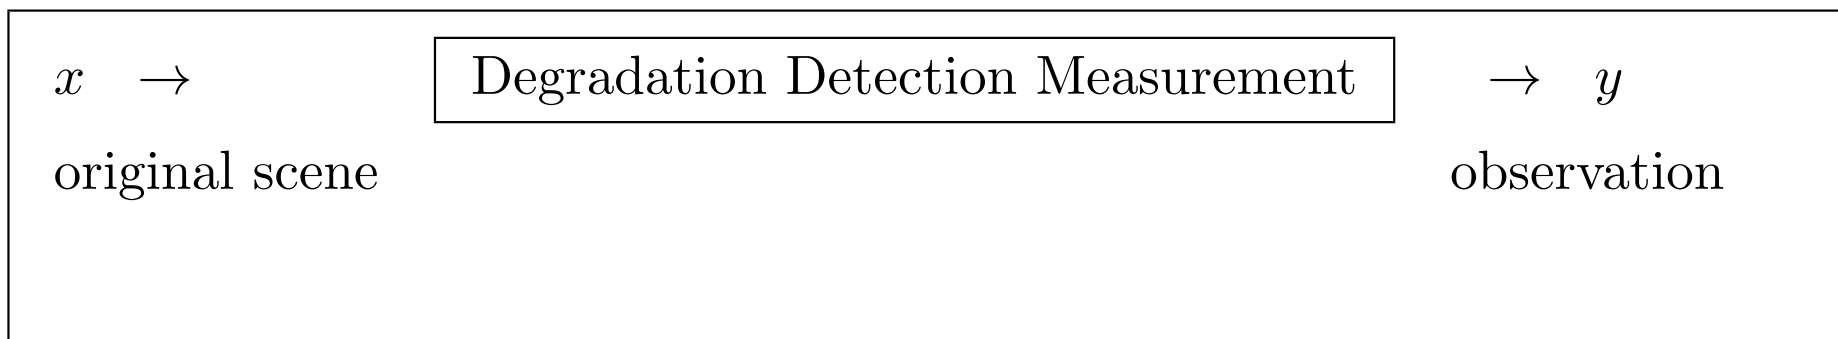 x → Degradation Detection Measurement → y
original scene observation